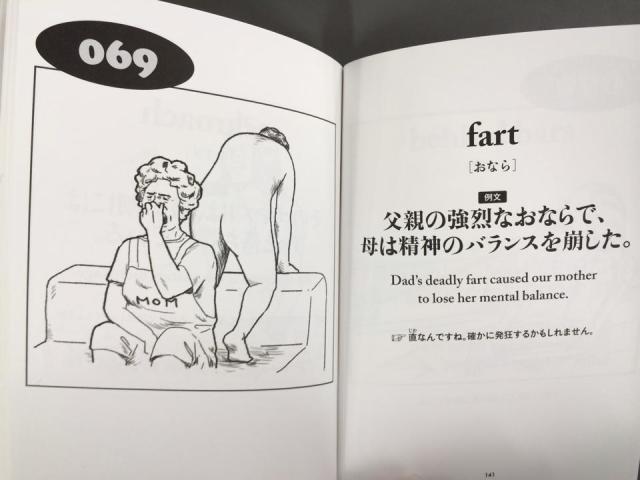 069
MOM
fart
[おなら]
例文
父親の強烈なおならで、
母は精神のバランスを崩した。
Dad's deadly fart caused our mother
to lose her mental balance.
☞ 直なんですね。確かに発狂するかもしれません。
じか
141